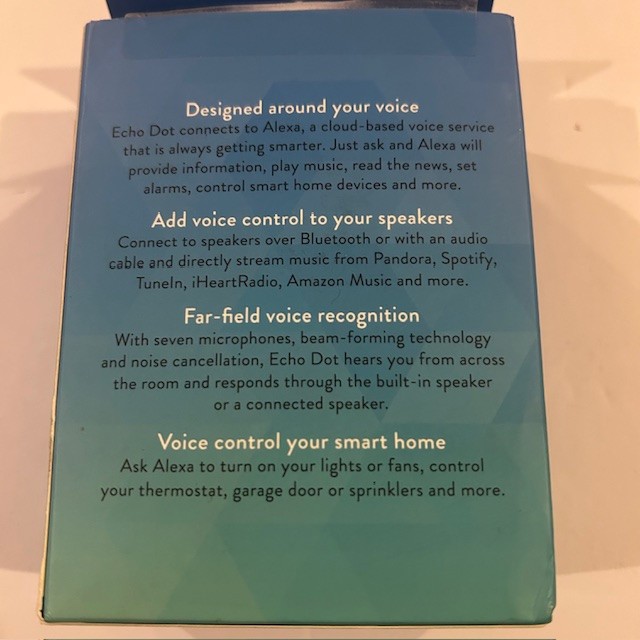 Designed around your voice
Echo Dot connects to Alexa, a cloud-based voice service
that is always getting smarter. Just ask and Alexa will
provide information, play music, read the news, set
alarms, control smart home devices and more.
Add voice control to your speakers
Connect to speakers over Bluetooth or with an audio
cable and directly stream music from Pandora, Spotify,
TuneIn, iHeartRadio, Amazon Music and more.
Far-field voice recognition
With seven microphones, beam-forming technology
and noise cancellation, Echo Dot hears you from across
the room and responds through the built-in speaker
or a connected speaker.
Voice control your smart home
Ask Alexa to turn on your lights or fans, control
your thermostat, garage door or sprinklers and more.